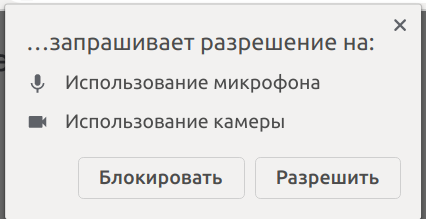 …запрашивает разрешение на:
Использование микрофона
Использование камеры
Блокировать
Разрешить